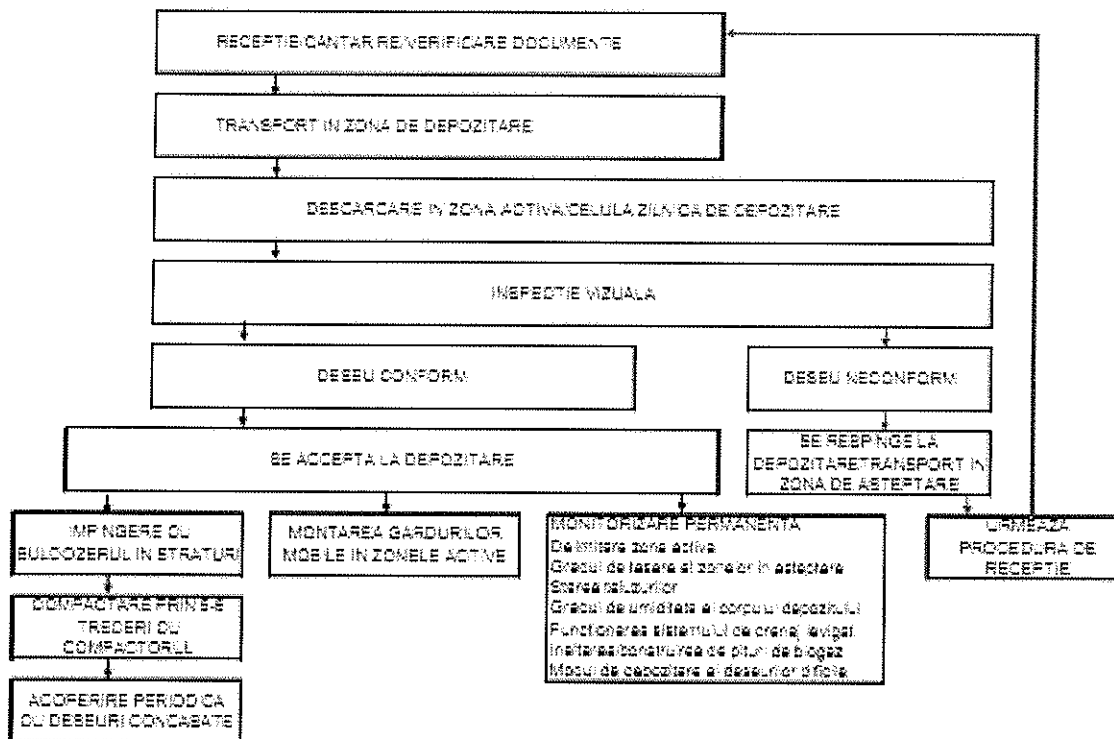 RECEPTIE/CANTARIRE/VERIFICARE DOCUMENTE
TRANSPORT IN ZONA DE DEPOZITARE
DESCARCARE IN ZONA ACTIVA/CELULA ZILNICA DE DEPOZITARE
INSPECTIE VIZUALA
DESEU CONFORM
DESEU NECONFORM
SE ACCEPTA LA DEPOZITARE
SE RESPINGE LA
DEPOZITARE TRANSPORT IN
ZONA DE ASTEPTARE
IMPINGERE CU
BULDOZERUL IN STRATURI
MONTAREA GARDURILOR
MOBILE IN ZONELE ACTIVE
MONITORIZARE PERMANENTA
Delimitare zona activa
Gradul de tasare al zonelor in asteptare
Starea taluzurilor
Gradul de umiditate al corpului depozitului
Functionarea sistemului de drenaj levigat
Inaltarea/construirea de puturi de biogaz
Modul de depozitare al deseurilor dificile
URMEAZA
PROCEDURA DE
RECEPTIE
COMPACTARE PRIN 5-6
TRECERI CU
COMPACTORUL
ACOPERIRE PERIODICA
CU DESEURI CONCASATE